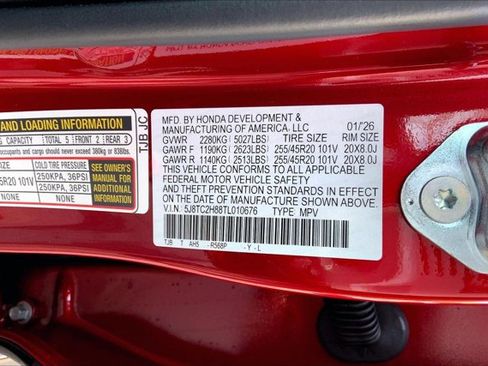 AND LOADING INFORMATION
CAPACITY TOTAL 5 FRONT 2 REAR 3
occupants and cargo should never exceed 380kg or 838lbs.
COLD TIRE PRESSURE
45R20 101V 250KPA, 36PSI
250KPA, 36PSI
SEE OWNER'S
MANUAL FOR
ADDITIONAL
INFORMATION
TJB JC
MFD. BY HONDA DEVELOPMENT &
MANUFACTURING OF AMERICA, LLC 01/'26
GVWR 2280KG(5027LBS) TIRE SIZE RIM SIZE
GAWR F 1190KG(2623LBS) 255/45R20 101V 20X8.0J
GAWR R 1140KG(2513LBS) 255/45R20 101V 20X8.0J
THIS VEHICLE CONFORMS TO ALL APPLICABLE
FEDERAL MOTOR VEHICLE SAFETY
AND THEFT PREVENTION STANDARDS IN EFFECT
ON THE DATE OF MANUFACTURE SHOWN ABOVE.
V.I.N. 5J8TC2H88TL010676 TYPE MPV
TJB T AH5 -R568P -Y-L